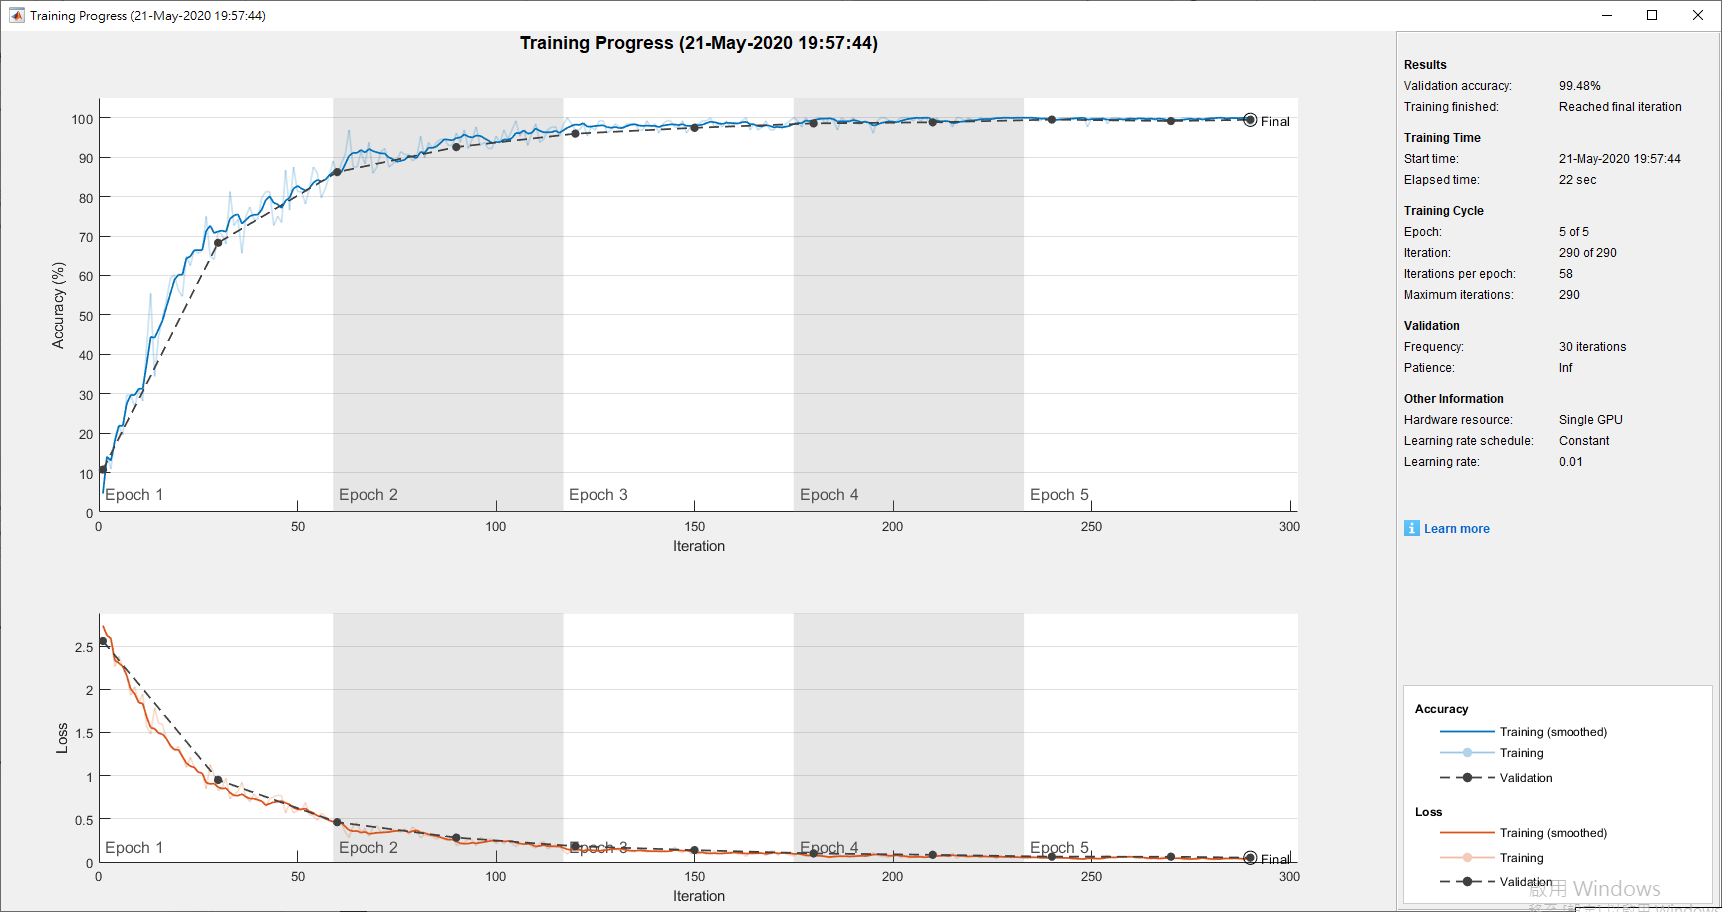 Training Progress (21-May-2020 19:57:44)
Training Progress (21-May-2020 19:57:44)
Accuracy (%)
100
90
80
70
60
50
40
30
20
10
0
Final
Epoch 1
Epoch 2
Epoch 3
Epoch 4
Epoch 5
0 50 100 150 200 250 300
Iteration
Loss
2.5
2
1.5
1
0.5
0
Final
Epoch 1
Epoch 2
Epoch 3
Epoch 4
Epoch 5
0 50 100 150 200 250 300
Iteration
Results
Validation accuracy: 99.48%
Training finished: Reached final iteration
Training Time
Start time: 21-May-2020 19:57:44
Elapsed time: 22 sec
Training Cycle
Epoch: 5 of 5
Iteration: 290 of 290
Iterations per epoch: 58
Maximum iterations: 290
Validation
Frequency: 30 iterations
Patience: Inf
Other Information
Hardware resource: Single GPU
Learning rate schedule: Constant
Learning rate: 0.01
Learn more
Accuracy
Training (smoothed)
Training
Validation
Loss
Training (smoothed)
Training
Validation
啟用 Windows